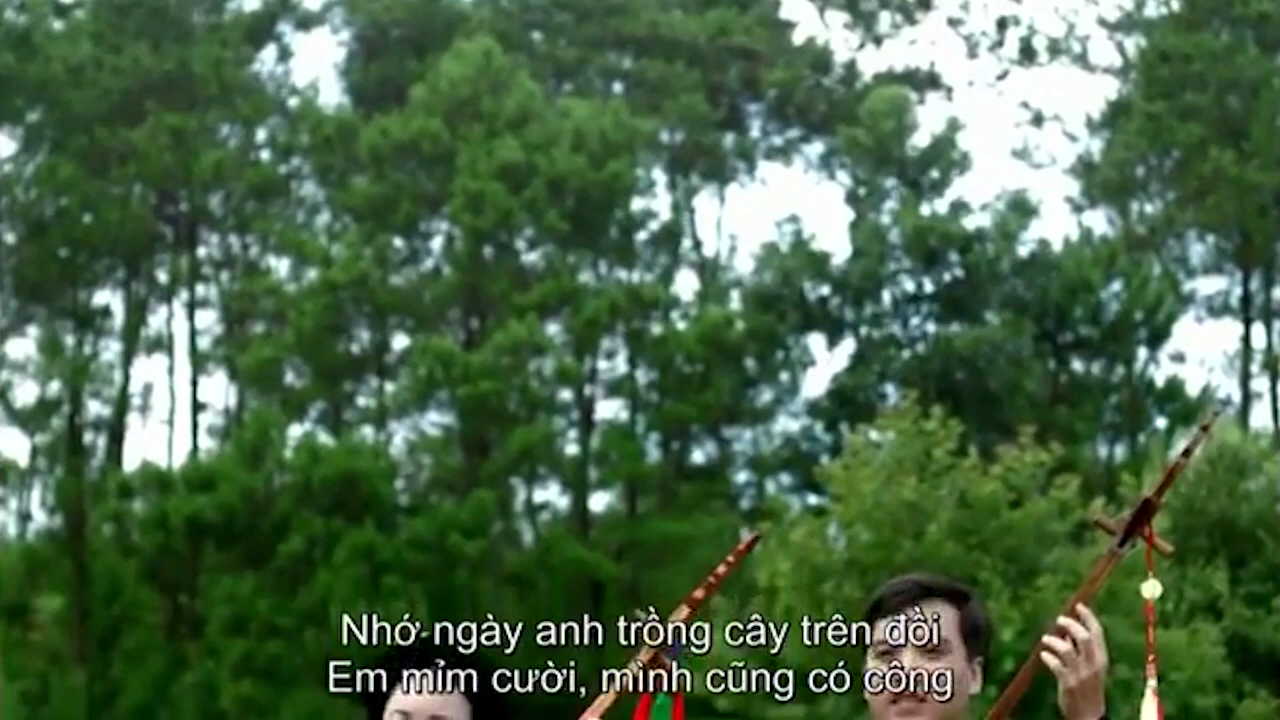 Nhớ ngày anh trồng cây trên đồi
Em mỉm cười, mình cũng có công